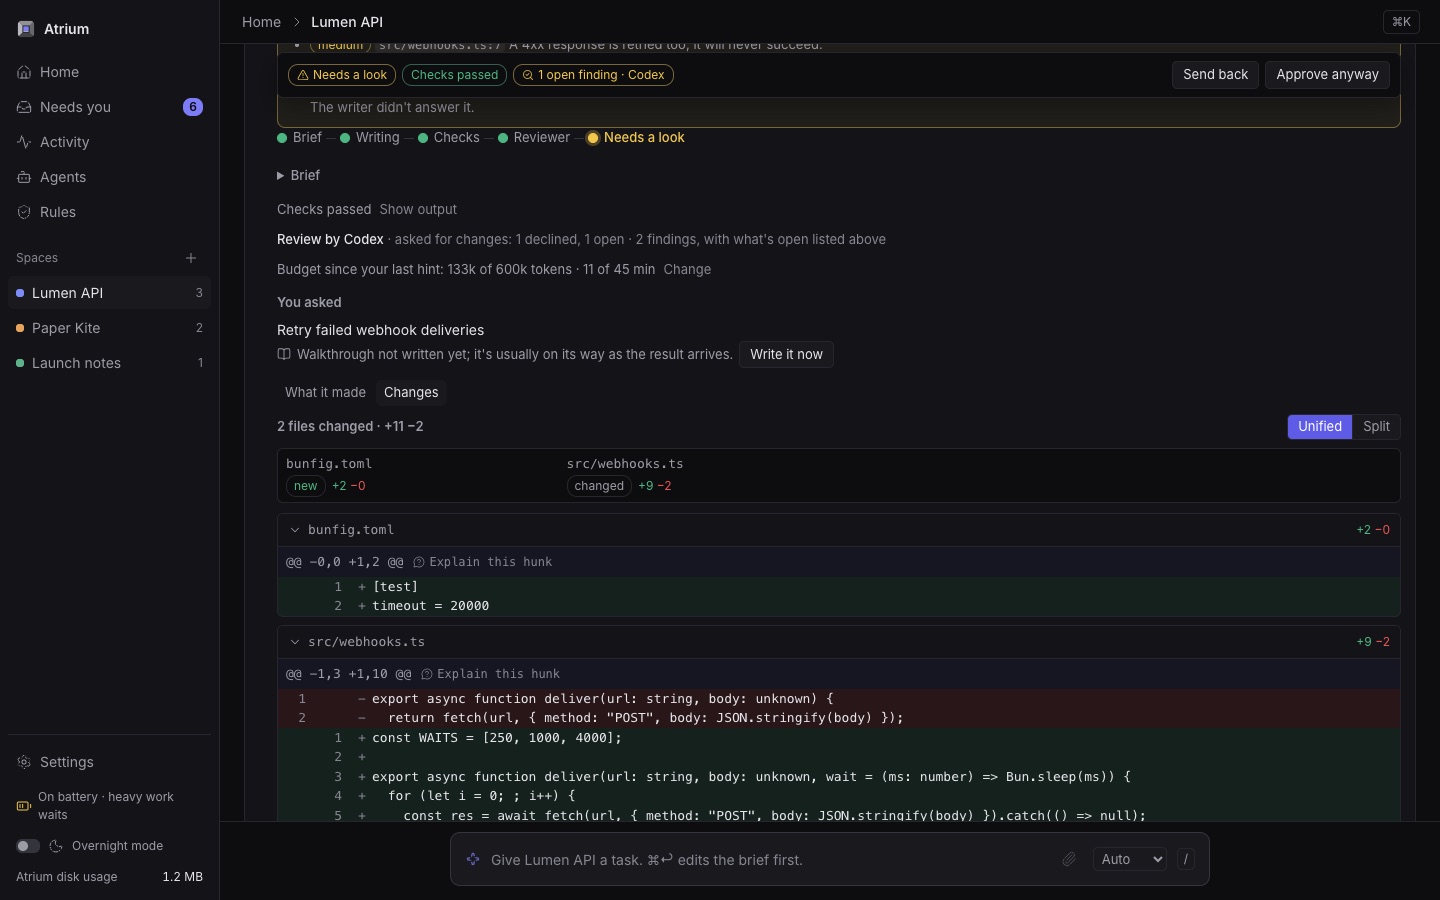 Atrium
Home
Needs you 6
Activity
Agents
Rules
Spaces
Lumen API 3
Paper Kite 2
Launch notes 1
Settings
On battery · heavy work
waits
Overnight mode
Atrium disk usage 1.2 MB
Home > Lumen API
⌘K
medium src/webhooks.ts:7 A 4xx response is retried too; it will never succeed.
Needs a look Checks passed 1 open finding · Codex Send back Approve anyway
The writer didn't answer it.
Brief Writing Checks Reviewer Needs a look
Brief
Checks passed Show output
Review by Codex · asked for changes: 1 declined, 1 open · 2 findings, with what's open listed above
Budget since your last hint: 133k of 600k tokens · 11 of 45 min Change
You asked
Retry failed webhook deliveries
Walkthrough not written yet; it's usually on its way as the result arrives. Write it now
What it made Changes
2 files changed · +11 −2 Unified Split
bunfig.toml src/webhooks.ts
new +2 −0 changed +9 −2
bunfig.toml +2 −0
@@ −0,0 +1,2 @@ Explain this hunk
1 + [test]
2 + timeout = 20000
src/webhooks.ts +9 −2
@@ −1,3 +1,10 @@ Explain this hunk
1 − export async function deliver(url: string, body: unknown) {
2 − return fetch(url, { method: "POST", body: JSON.stringify(body) });
1 + const WAITS = [250, 1000, 4000];
2 +
3 + export async function deliver(url: string, body: unknown, wait = (ms: number) => Bun.sleep(ms)) {
4 + for (let i = 0; ; i++) {
5 + const res = await fetch(url, { method: "POST", body: JSON.stringify(body) }).catch(() => null);
Give Lumen API a task. ⌘↩ edits the brief first. Auto /